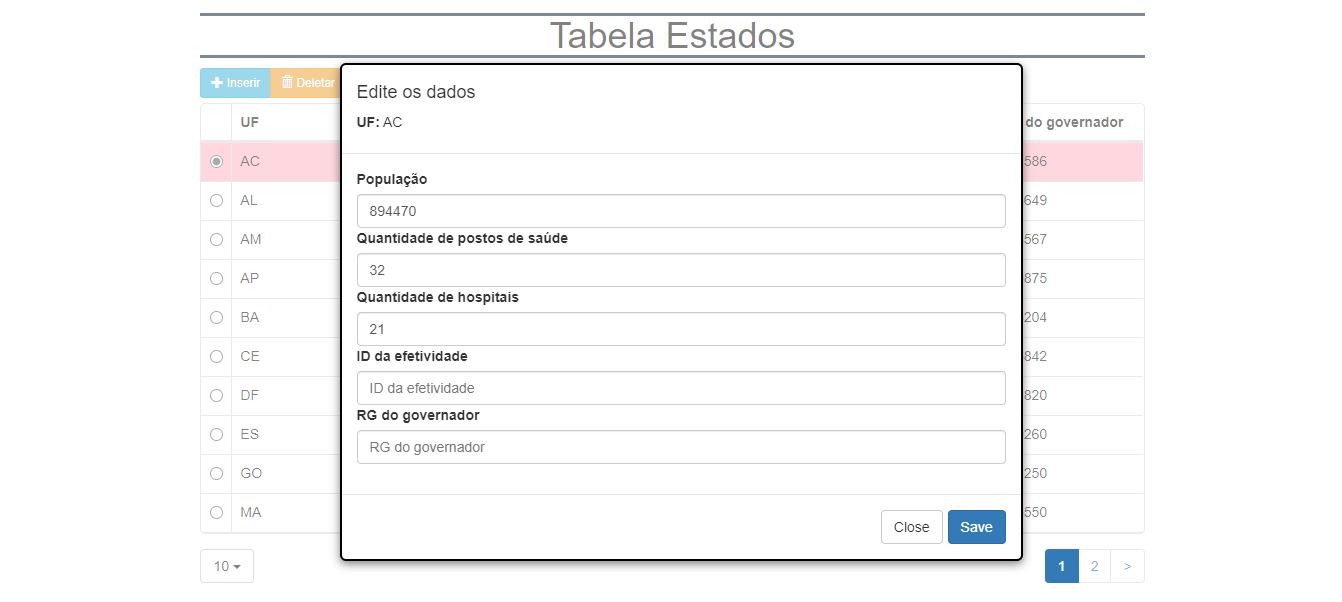 Tabela Estados
Inserir Deletar
Edite os dados
UF: AC
UF do governador
AC 586
População
894470
AL 649
Quantidade de postos de saúde
AM 567
32
AP 875
Quantidade de hospitais
BA 204
21
CE 842
ID da efetividade
ID da efetividade
DF 820
RG do governador
ES 260
RG do governador
GO 250
MA 550
Close Save
10 1 2 >